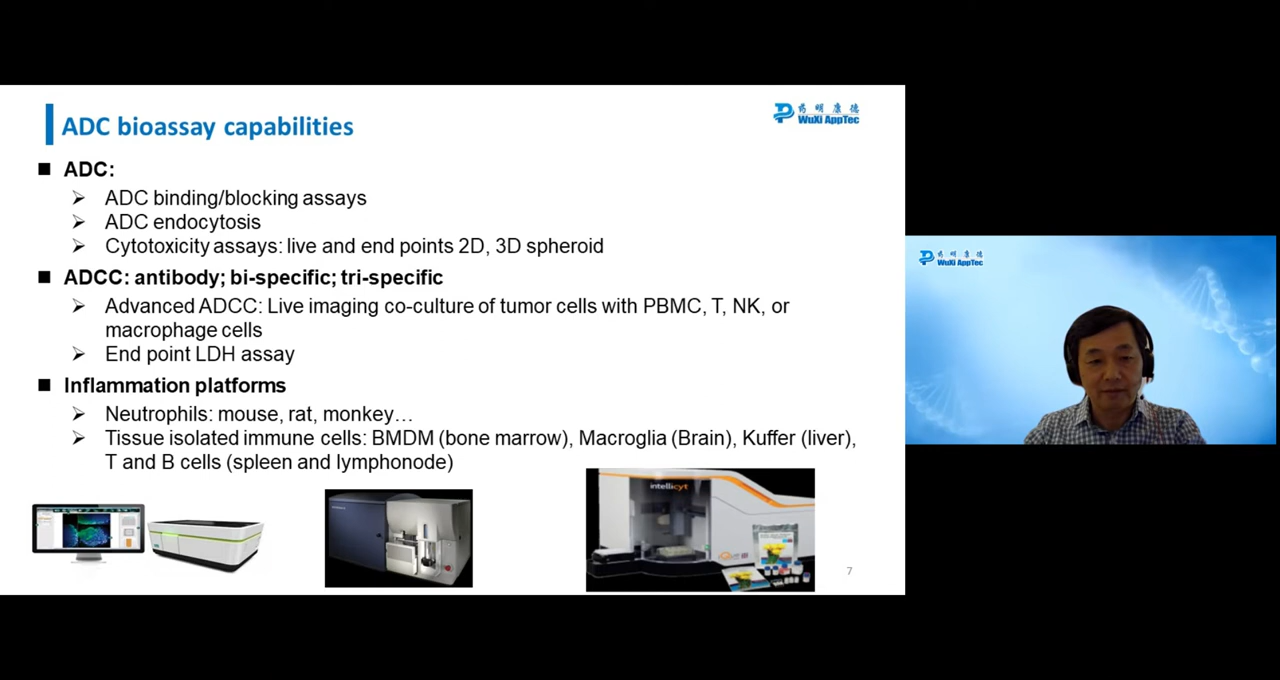 ADC bioassay capabilities
药明康德
WuXi AppTec
■ ADC:
➢ ADC binding/blocking assays
➢ ADC endocytosis
➢ Cytotoxicity assays: live and end points 2D, 3D spheroid
■ ADCC: antibody; bi-specific; tri-specific
➢ Advanced ADCC: Live imaging co-culture of tumor cells with PBMC, T, NK, or
macrophage cells
➢ End point LDH assay
■ Inflammation platforms
➢ Neutrophils: mouse, rat, monkey…
➢ Tissue isolated immune cells: BMDM (bone marrow), Macroglia (Brain), Kuffer (liver),
T and B cells (spleen and lymphonode)
intellicyt
7
药明康德
WuXi AppTec